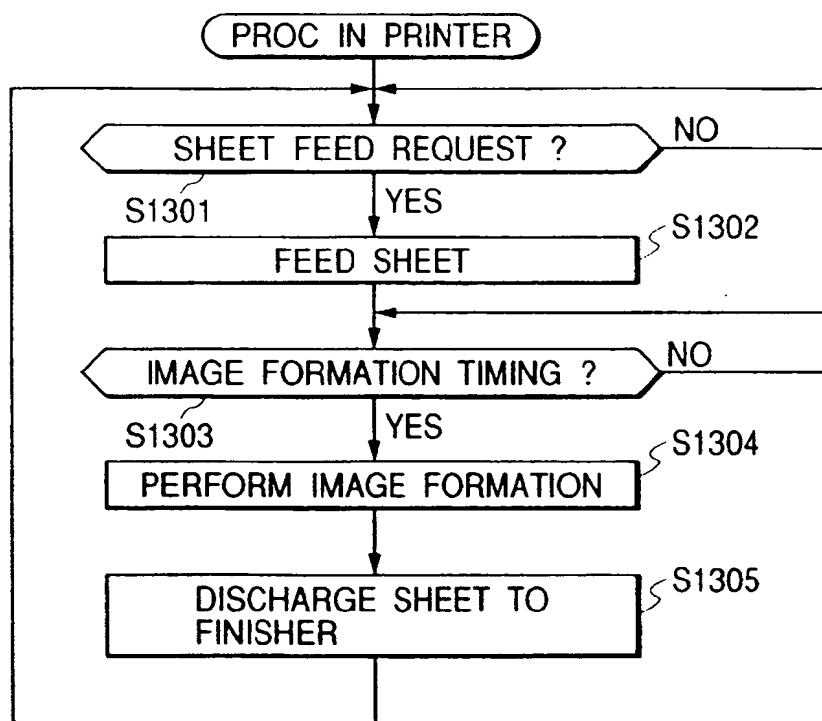 PROC IN PRINTER
SHEET FEED REQUEST ?
NO
S1301
YES
FEED SHEET
S1302
IMAGE FORMATION TIMING ?
NO
S1303
YES
PERFORM IMAGE FORMATION
S1304
DISCHARGE SHEET TO
FINISHER
S1305